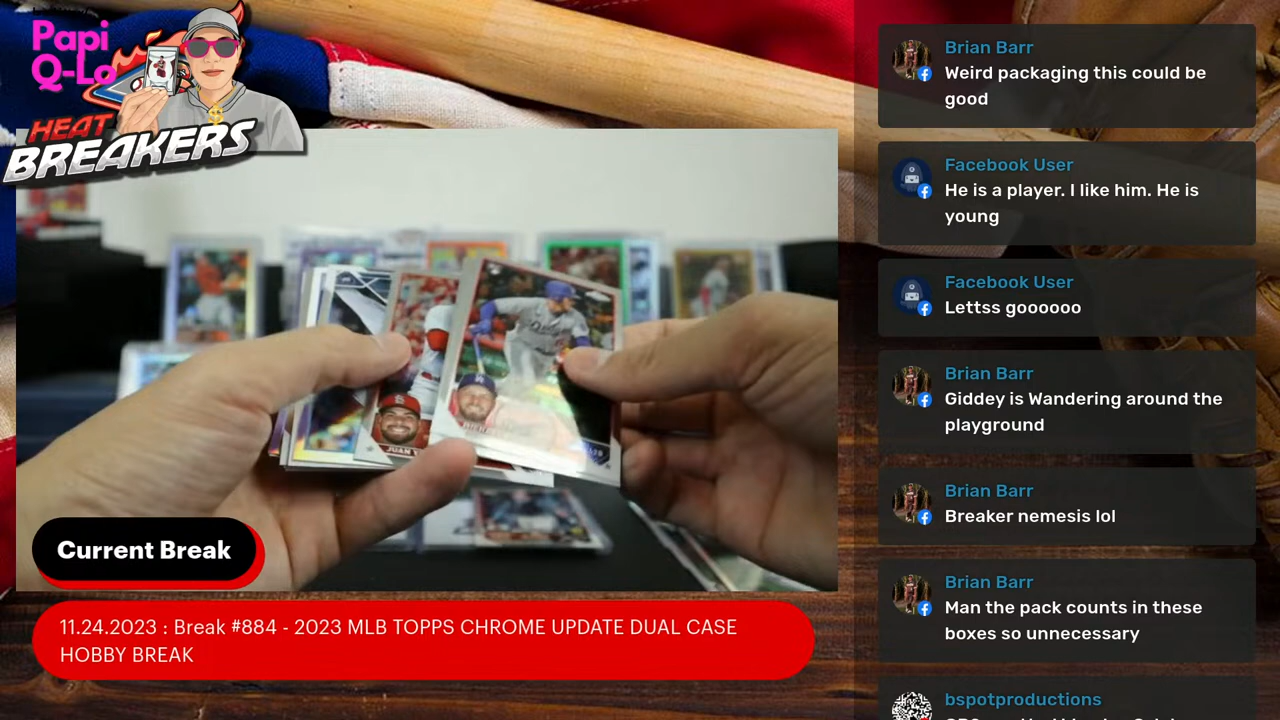 Papi
Q-Lo
HEAT
BREAKERS
JUAN
Current Break
11.24.2023 : Break #884 - 2023 MLB TOPPS CHROME UPDATE DUAL CASE
HOBBY BREAK
Brian Barr
Weird packaging this could be
good
Facebook User
He is a player. I like him. He is
young
Facebook User
Lettss goooooo
Brian Barr
Giddey is Wandering around the
playground
Brian Barr
Breaker nemesis lol
Brian Barr
Man the pack counts in these
boxes so unnecessary
bspotproductions